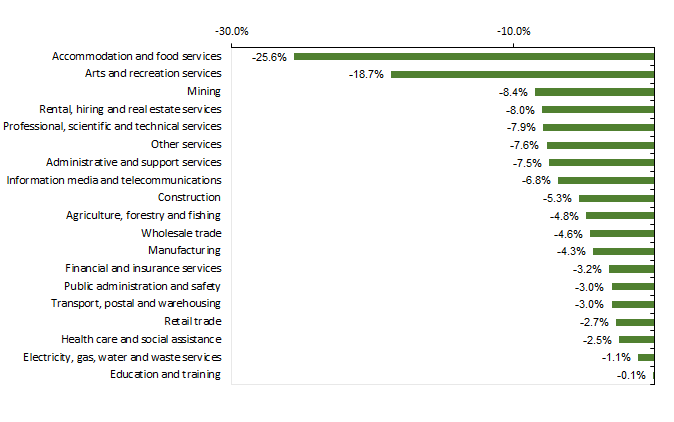 -30.0% -10.0%
Accommodation and food services -25.6%
Arts and recreation services -18.7%
Mining -8.4%
Rental, hiring and real estate services -8.0%
Professional, scientific and technical services -7.9%
Other services -7.6%
Administrative and support services -7.5%
Information media and telecommunications -6.8%
Construction -5.3%
Agriculture, forestry and fishing -4.8%
Wholesale trade -4.6%
Manufacturing -4.3%
Financial and insurance services -3.2%
Public administration and safety -3.0%
Transport, postal and warehousing -3.0%
Retail trade -2.7%
Health care and social assistance -2.5%
Electricity, gas, water and waste services -1.1%
Education and training -0.1%